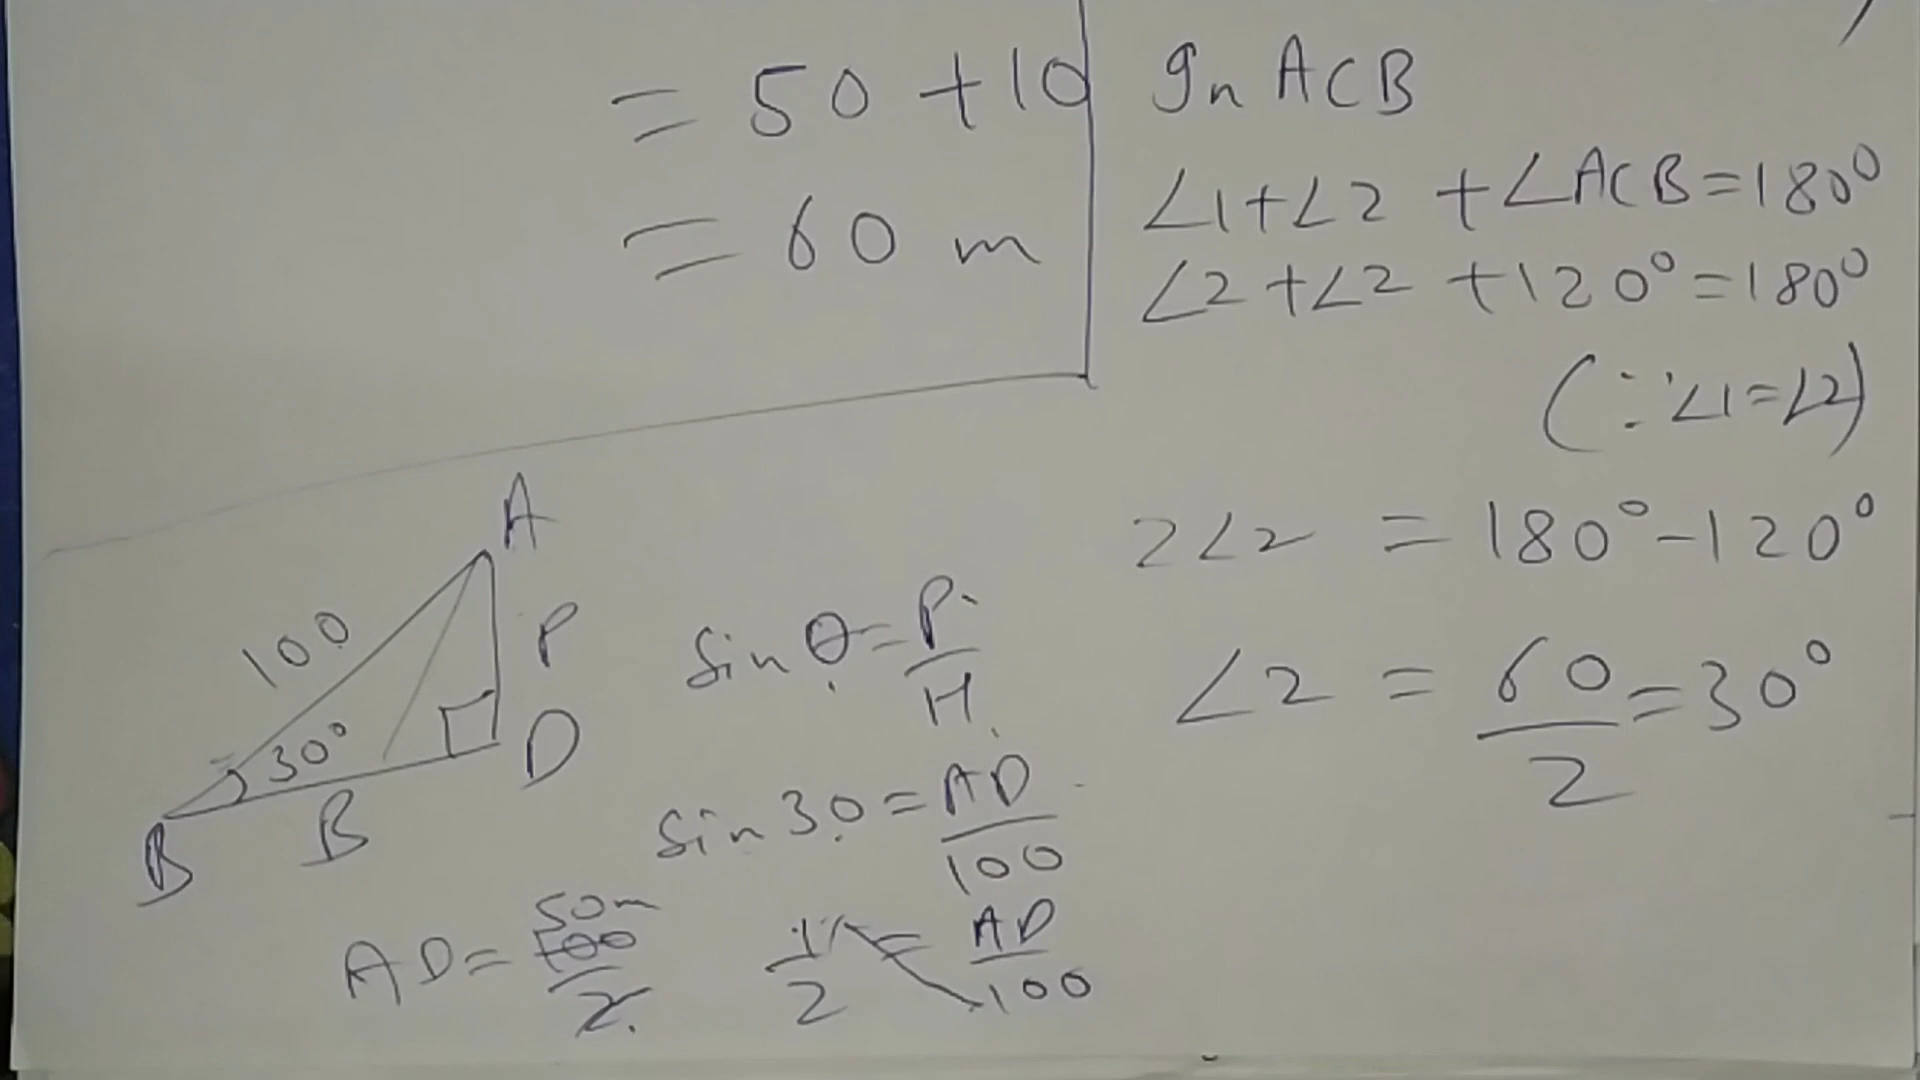 = 50 + 10
= 60 m
In ACB
∠1+∠2 +∠ACB=180°
∠2+∠2 +120°=180°
(∵∠1=∠2)
2∠2 = 180°-120°
∠2 = 60/2 =30°
A
100
P
30°
D
B
B
Sin θ = P/H
Sin 30 = AD/100
1/2 = AD/100
AD= 100/2 50m